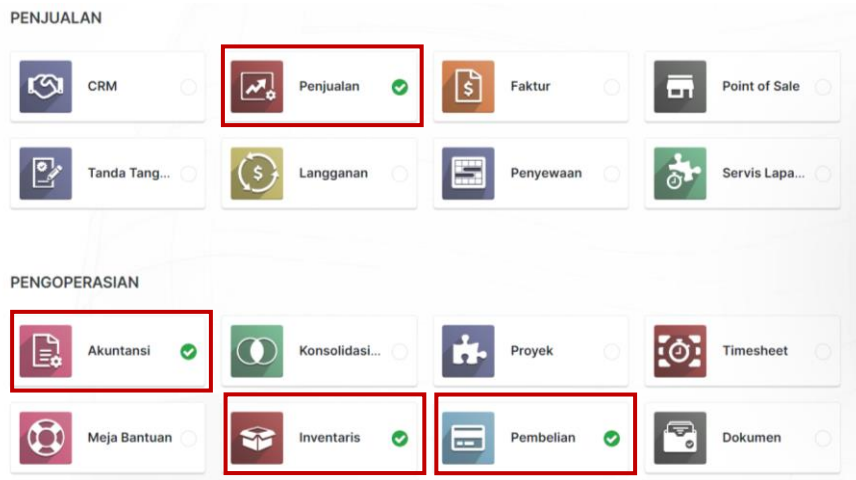 PENJUALAN
CRM
Penjualan
Faktur
Point of Sale
Tanda Tang...
Langganan
Penyewaan
Servis Lapa...
PENGOPERASIAN
Akuntansi
Konsolidasi...
Proyek
Timesheet
Meja Bantuan
Inventaris
Pembelian
Dokumen